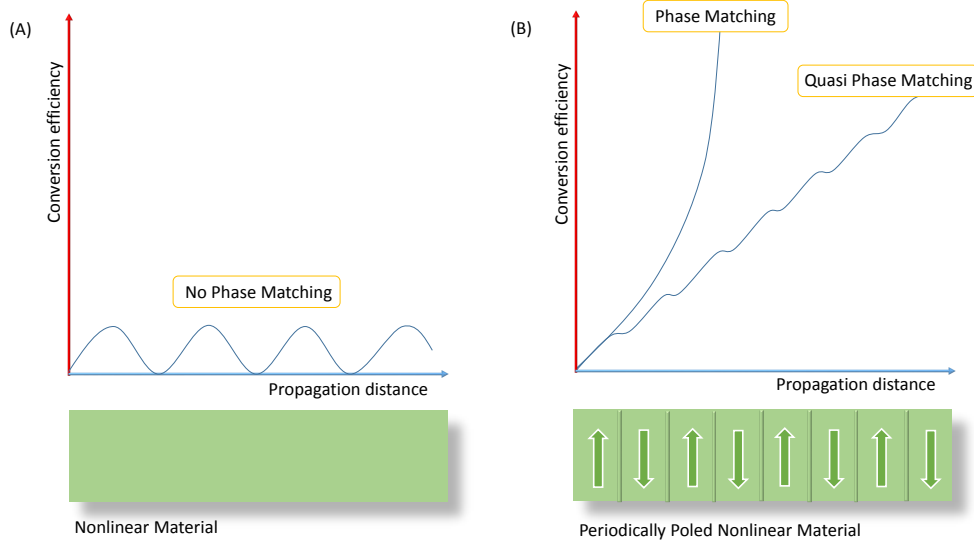 (A)
Conversion efficiency
No Phase Matching
Propagation distance
Nonlinear Material
(B)
Phase Matching
Quasi Phase Matching
Conversion efficiency
Propagation distance
Periodically Poled Nonlinear Material